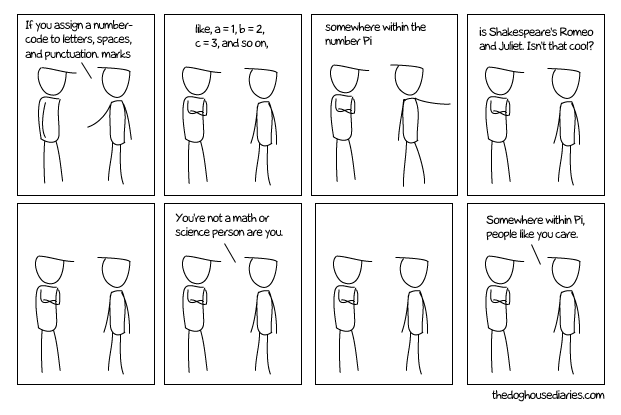 If you assign a number-
code to letters, spaces,
and punctuation. marks
like, a = 1, b = 2,
c = 3, and so on,
somewhere within the
number Pi
is Shakespeare's Romeo
and Juliet. Isn't that cool?
You're not a math or
science person are you.
Somewhere within Pi,
people like you care.
thedoghousediaries.com